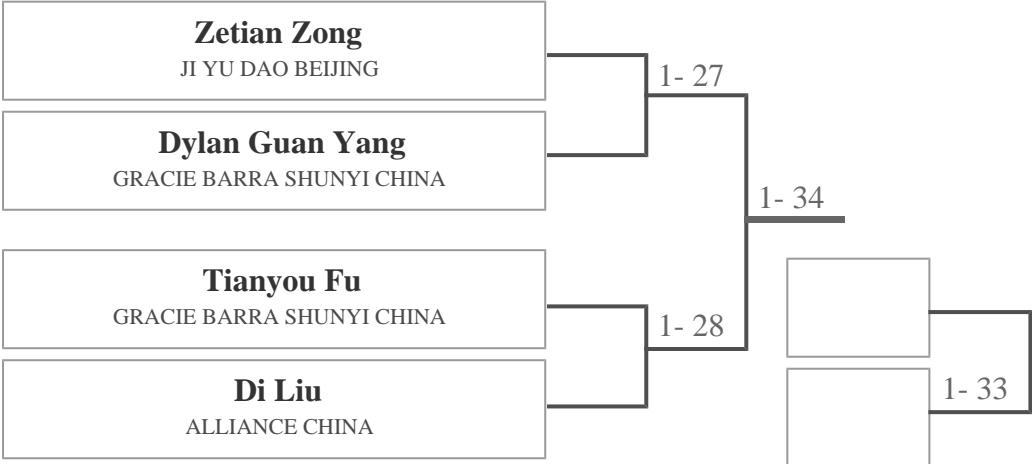 Zetian Zong
JI YU DAO BEIJING
1- 27
Dylan Guan Yang
GRACIE BARRA SHUNYI CHINA
1- 34
Tianyou Fu
GRACIE BARRA SHUNYI CHINA
1- 28
Di Liu
ALLIANCE CHINA
1- 33